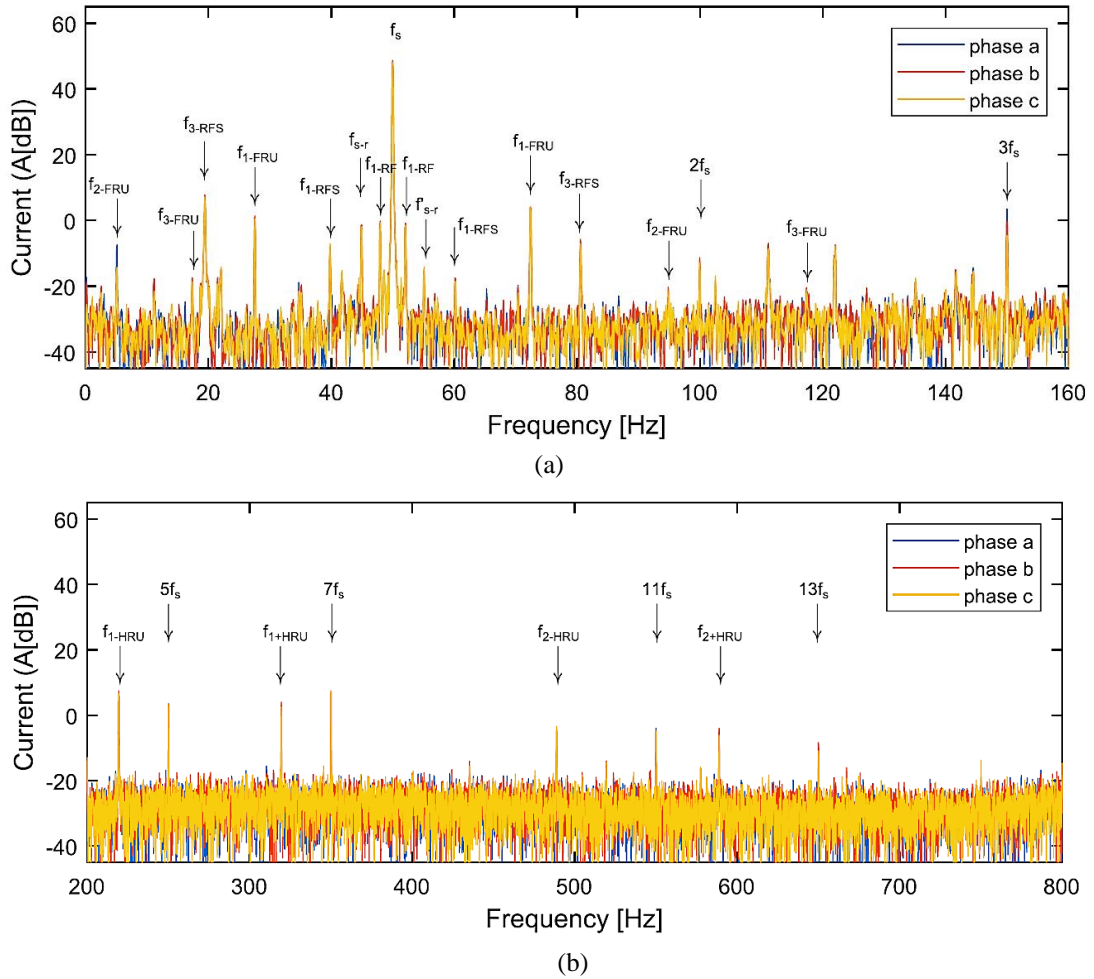 60
40
20
0
-20
-40
Current (A[dB])
f2-FRU
f3-RFS
f3-FRU
f1-FRU
f1-RFS
fs-r
f1-RF
fs
f1-RF
f's-r
f1-RFS
f1-FRU
f3-RFS
f2-FRU
2fs
f3-FRU
3fs
phase a
phase b
phase c
0 20 40 60 80 100 120 140 160
Frequency [Hz]
(a)
60
40
20
0
-20
-40
Current (A[dB])
f1-HRU
5fs
f1+HRU
7fs
f2-HRU
11fs
f2+HRU
13fs
phase a
phase b
phase c
200 300 400 500 600 700 800
Frequency [Hz]
(b)